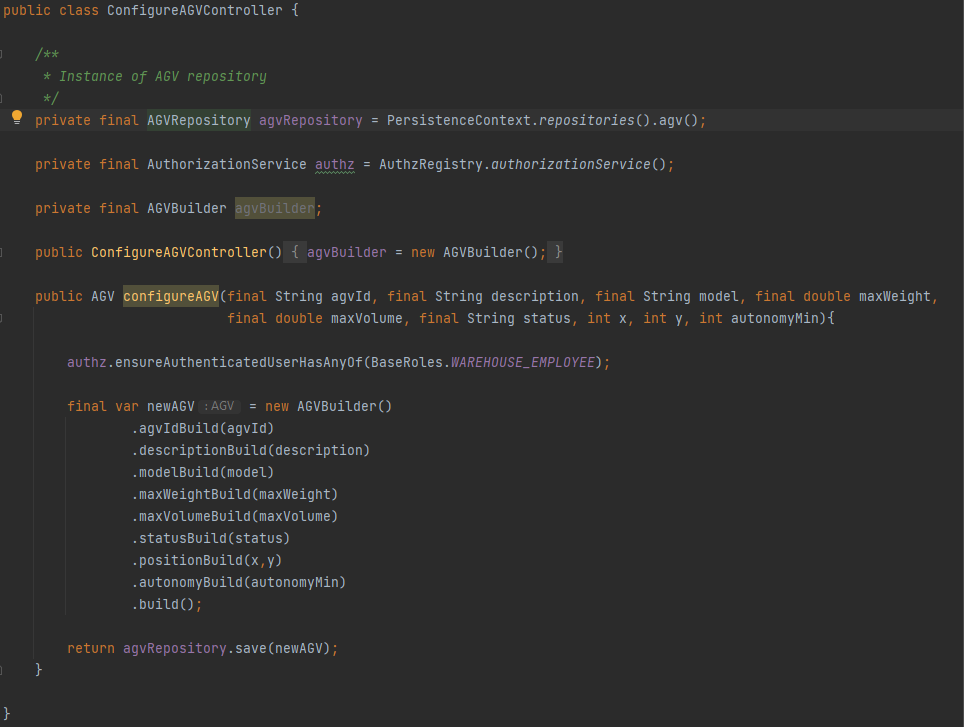 public class ConfigureAGVController {
/**
* Instance of AGV repository
*/
private final AGVRepository agvRepository = PersistenceContext.repositories().agv();
private final AuthorizationService authz = AuthzRegistry.authorizationService();
private final AGVBuilder agvBuilder;
public ConfigureAGVController() { agvBuilder = new AGVBuilder(); }
public AGV configureAGV(final String agvId, final String description, final String model, final double maxWeight,
final double maxVolume, final String status, int x, int y, int autonomyMin){
authz.ensureAuthenticatedUserHasAnyOf(BaseRoles.WAREHOUSE_EMPLOYEE);
final var newAGV : AGV = new AGVBuilder()
.agvIdBuild(agvId)
.descriptionBuild(description)
.modelBuild(model)
.maxWeightBuild(maxWeight)
.maxVolumeBuild(maxVolume)
.statusBuild(status)
.positionBuild(x,y)
.autonomyBuild(autonomyMin)
.build();
return agvRepository.save(newAGV);
}
}